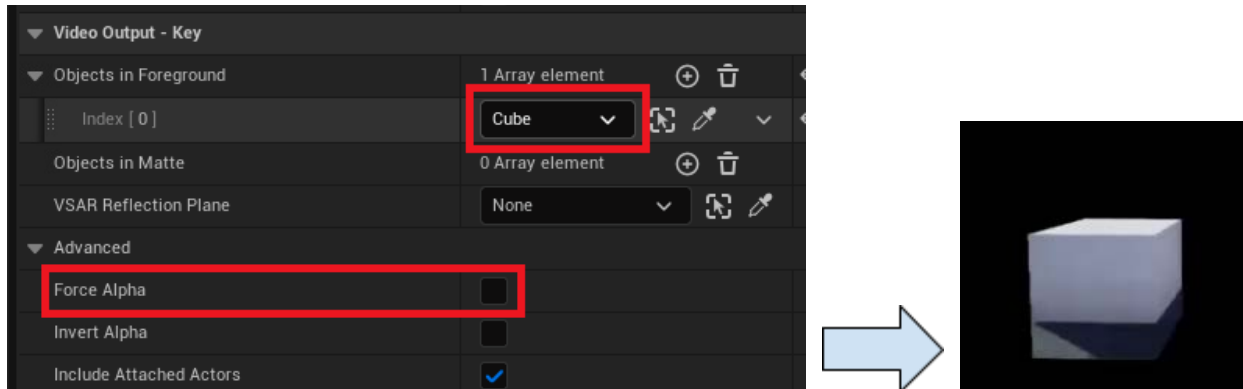 Video Output - Key
Objects in Foreground 1 Array element
Index [ 0 ] Cube
Objects in Matte 0 Array element
VSAR Reflection Plane None
Advanced
Force Alpha
Invert Alpha
Include Attached Actors